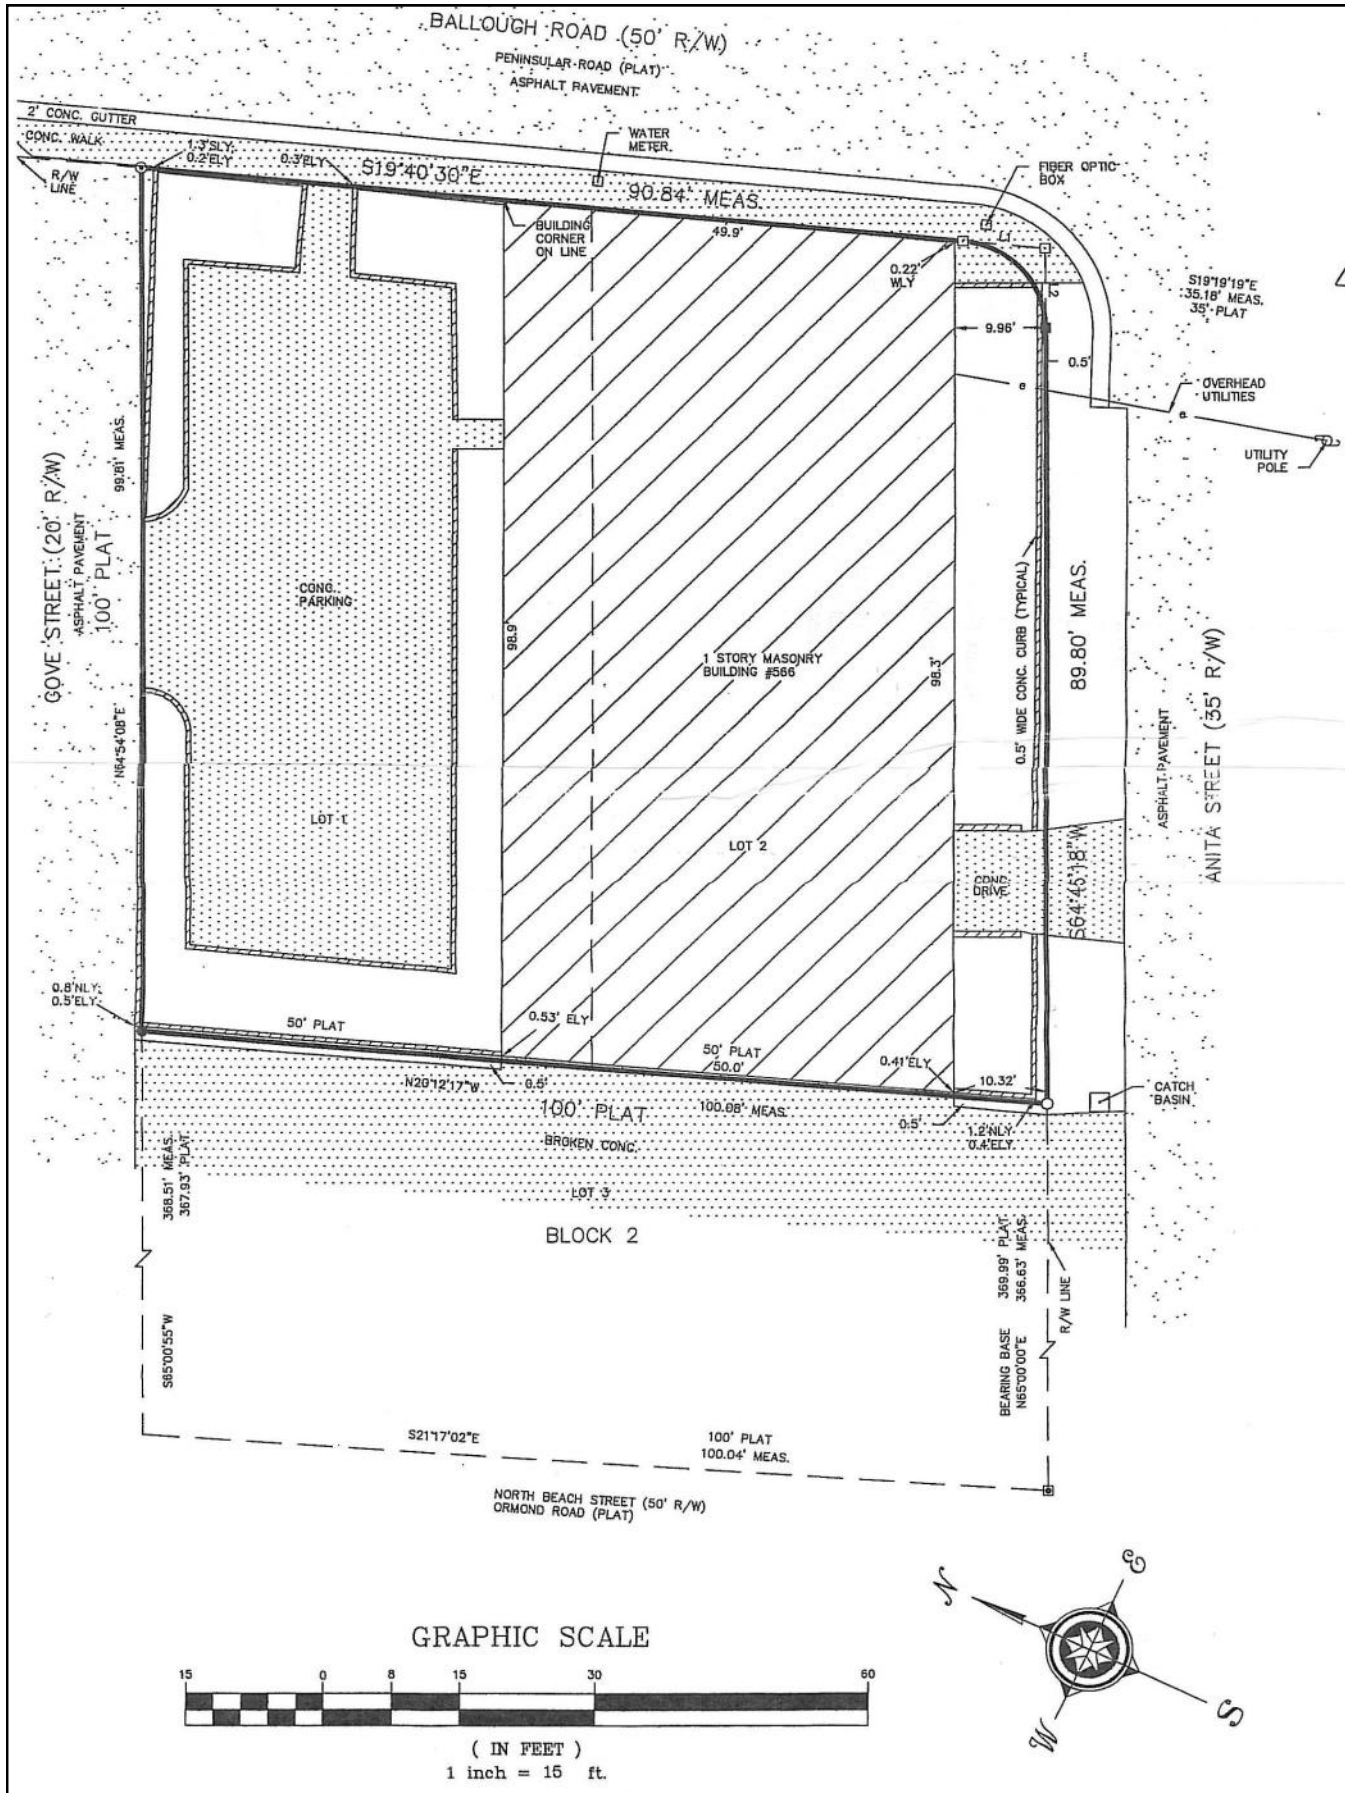 BALLOUGH ROAD (50' R/W)
PENINSULAR ROAD (PLAT)
ASPHALT PAVEMENT
2' CONC. GUTTER
CONC. WALK
R/W
LINE
1.3'SLY.
0.2'ELY
0.3'ELY
S19°40'30"E
WATER
METER
90.84' MEAS.
FIBER OPTIC
BOX
L1
L2
BUILDING
CORNER
ON LINE
49.9'
0.22'
WLY
S19°19'19"E
35.18' MEAS.
35' PLAT
9.96'
0.5'
e
OVERHEAD
UTILITIES
e
UTILITY
POLE
GOVE STREET (20' R/W)
ASPHALT PAVEMENT
100' PLAT
99.81' MEAS.
N64°54'08"E
CONC.
PARKING
98.9'
1 STORY MASONRY
BUILDING #566
98.3'
0.5' WIDE CONC. CURB (TYPICAL)
89.80' MEAS.
S64°45'18"W
ASPHALT PAVEMENT
ANITA STREET (35' R/W)
LOT 1
LOT 2
CONC.
DRIVE
0.8'NLY.
0.5'ELY.
50' PLAT
0.53' ELY
50' PLAT
50.0'
0.41'ELY
10.32'
N20°12'17"W
0.5'
100' PLAT
100.08' MEAS.
0.5'
1.2'NLY
0.4'ELY
CATCH
BASIN
BROKEN CONC.
LOT 3
BLOCK 2
368.51' MEAS.
367.93' PLAT
S65°00'55"W
369.99' PLAT
366.63' MEAS.
BEARING BASE
N65°00'00"E
R/W LINE
S21°17'02"E
100' PLAT
100.04' MEAS.
NORTH BEACH STREET (50' R/W)
ORMOND ROAD (PLAT)
N
E
S
W
GRAPHIC SCALE
15 0 8 15 30 60
( IN FEET )
1 inch = 15 ft.